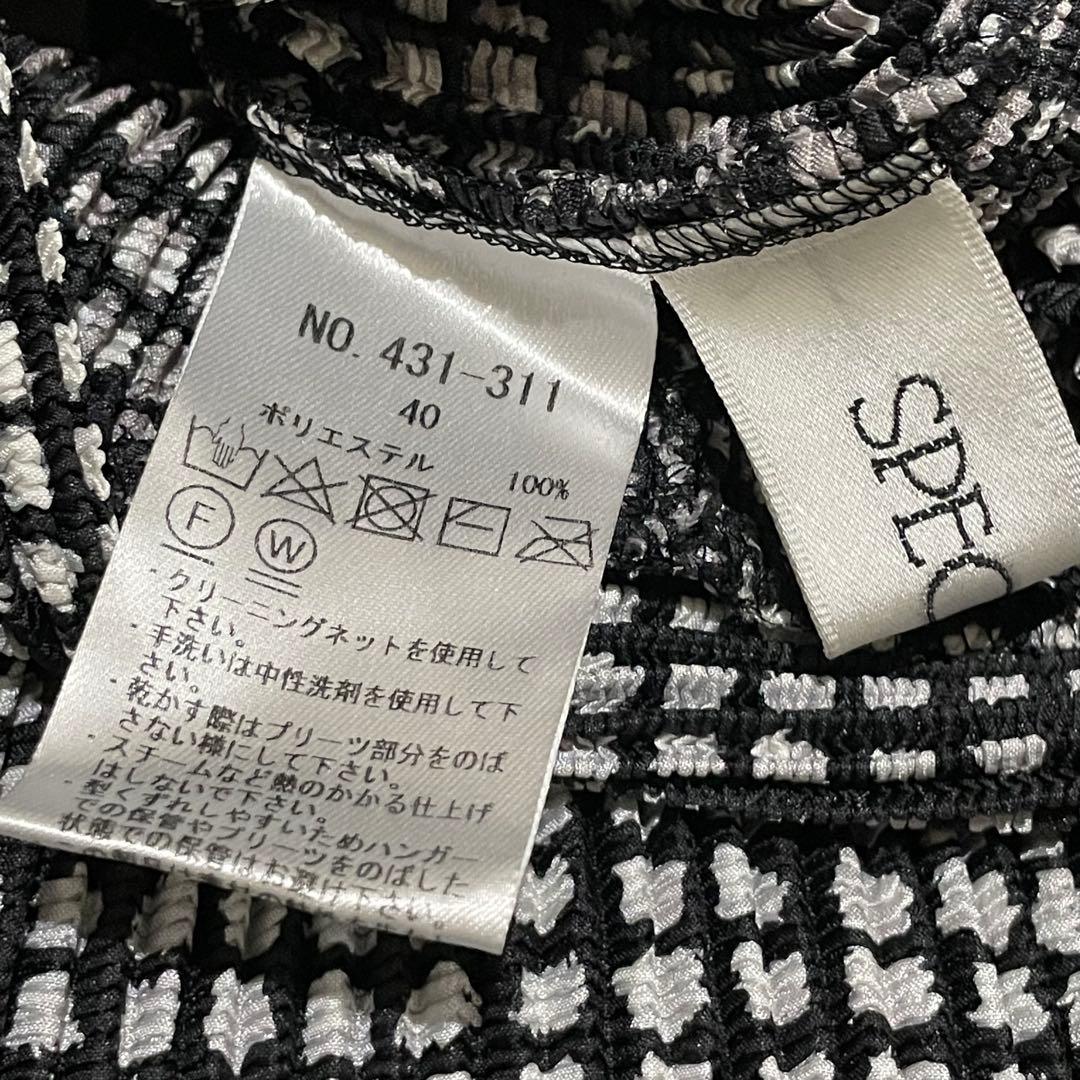 NO. 431-311
40
ポリエステル 100%
F W
・クリーニングネットを使用して
下さい。
・手洗いは中性洗剤を使用して下
さい。
・乾かす際はプリーツ部分をのば
さない様にして下さい。
・スチームなど熱のかかる仕上げ
はしないで下さい。
・型くずれしやすいためハンガー
での保管やプリーツをのばした
状態での保管はお避け下さい。
SPEC